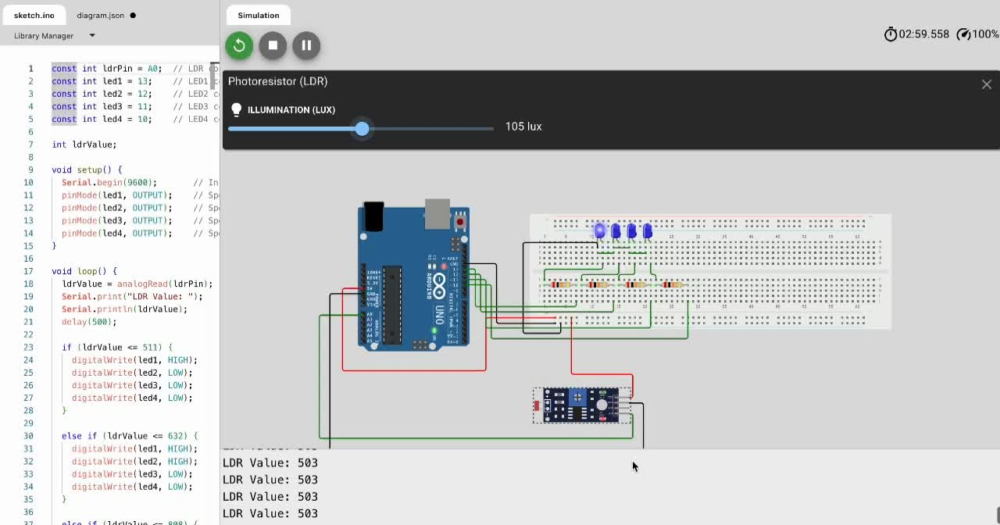 sketch.ino
diagram.json
Library Manager
1 const int ldrPin = A0; // LDR
2 const int led1 = 13; // LED1
3 const int led2 = 12; // LED2 c
4 const int led3 = 11; // LED3 c
5 const int led4 = 10; // LED4 c
6
7 int ldrValue;
8
9 void setup() {
10 Serial.begin(9600); // In
11 pinMode(led1, OUTPUT); // Sp
12 pinMode(led2, OUTPUT); // Sp
13 pinMode(led3, OUTPUT); // Sp
14 pinMode(led4, OUTPUT); // Sp
15 }
16
17 void loop() {
18 ldrValue = analogRead(ldrPin);
19 Serial.print("LDR Value: ");
20 Serial.println(ldrValue);
21 delay(500);
22
23 if (ldrValue <= 511) {
24 digitalWrite(led1, HIGH);
25 digitalWrite(led2, LOW);
26 digitalWrite(led3, LOW);
27 digitalWrite(led4, LOW);
28 }
29
30 else if (ldrValue <= 632) {
31 digitalWrite(led1, HIGH);
32 digitalWrite(led2, HIGH);
33 digitalWrite(led3, LOW);
34 digitalWrite(led4, LOW);
35 }
36
37 else if (ldrValue <= 808) {
Simulation
02:59.558 100%
Photoresistor (LDR)
ILLUMINATION (LUX)
105 lux
ARDUINO
UNO
LDR Value: 503
LDR Value: 503
LDR Value: 503
LDR Value: 503